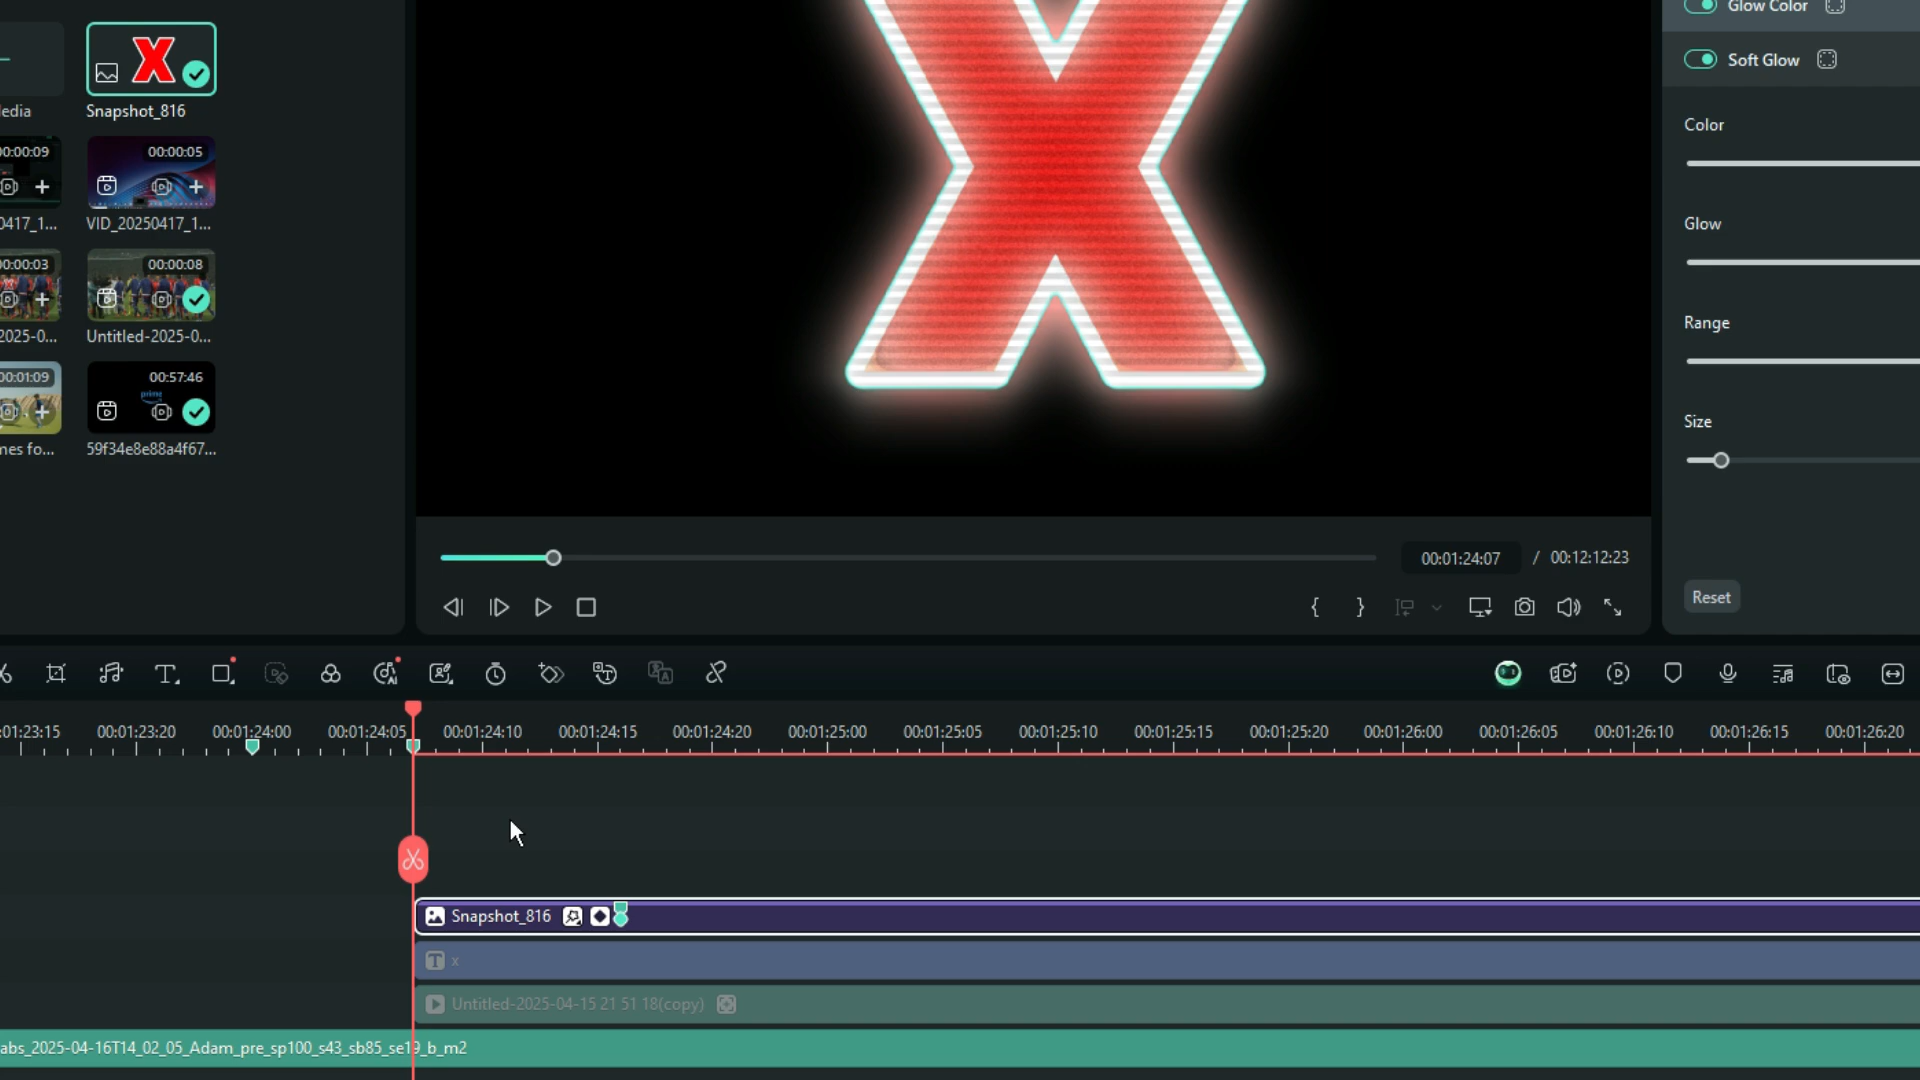 X
Glow Color
X
Soft Glow
edia
Snapshot_816
Color
00:00:09
00:00:05
0417_1...
VID_20250417_1...
Glow
00:00:03
00:00:08
2025-0...
Untitled-2025-0...
Range
00:01:09
00:57:46
prime
nes fo...
59f34e8e88a4f67...
Size
00:01:24:07 / 00:12:12:23
Reset
:01:23:15 00:01:23:20 00:01:24:00 00:01:24:05 00:01:24:10 00:01:24:15 00:01:24:20 00:01:25:00 00:01:25:05 00:01:25:10 00:01:25:15 00:01:25:20 00:01:26:00 00:01:26:05 00:01:26:10 00:01:26:15 00:01:26:20
Snapshot_816
x
Untitled-2025-04-15 21 51 18(copy)
abs_2025-04-16T14_02_05_Adam_pre_sp100_s43_sb85_se19_b_m2